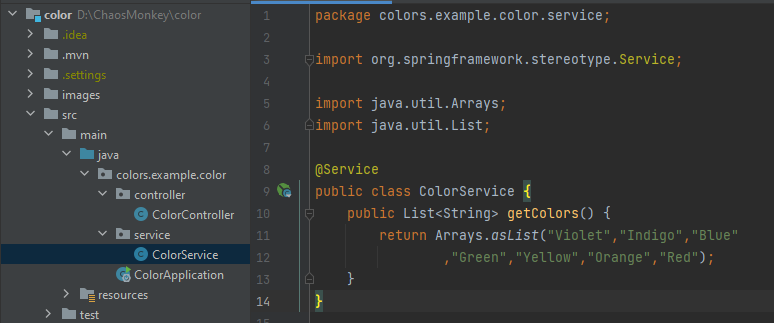 color D:\ChaosMonkey\color
.idea
.mvn
.settings
images
src
main
java
colors.example.color
controller
ColorController
service
ColorService
ColorApplication
resources
test
1 package colors.example.color.service;
2
3 import org.springframework.stereotype.Service;
4
5 import java.util.Arrays;
6 import java.util.List;
7
8 @Service
9 public class ColorService {
10 public List<String> getColors() {
11 return Arrays.asList("Violet","Indigo","Blue"
12 ,"Green","Yellow","Orange","Red");
13 }
14 }
15